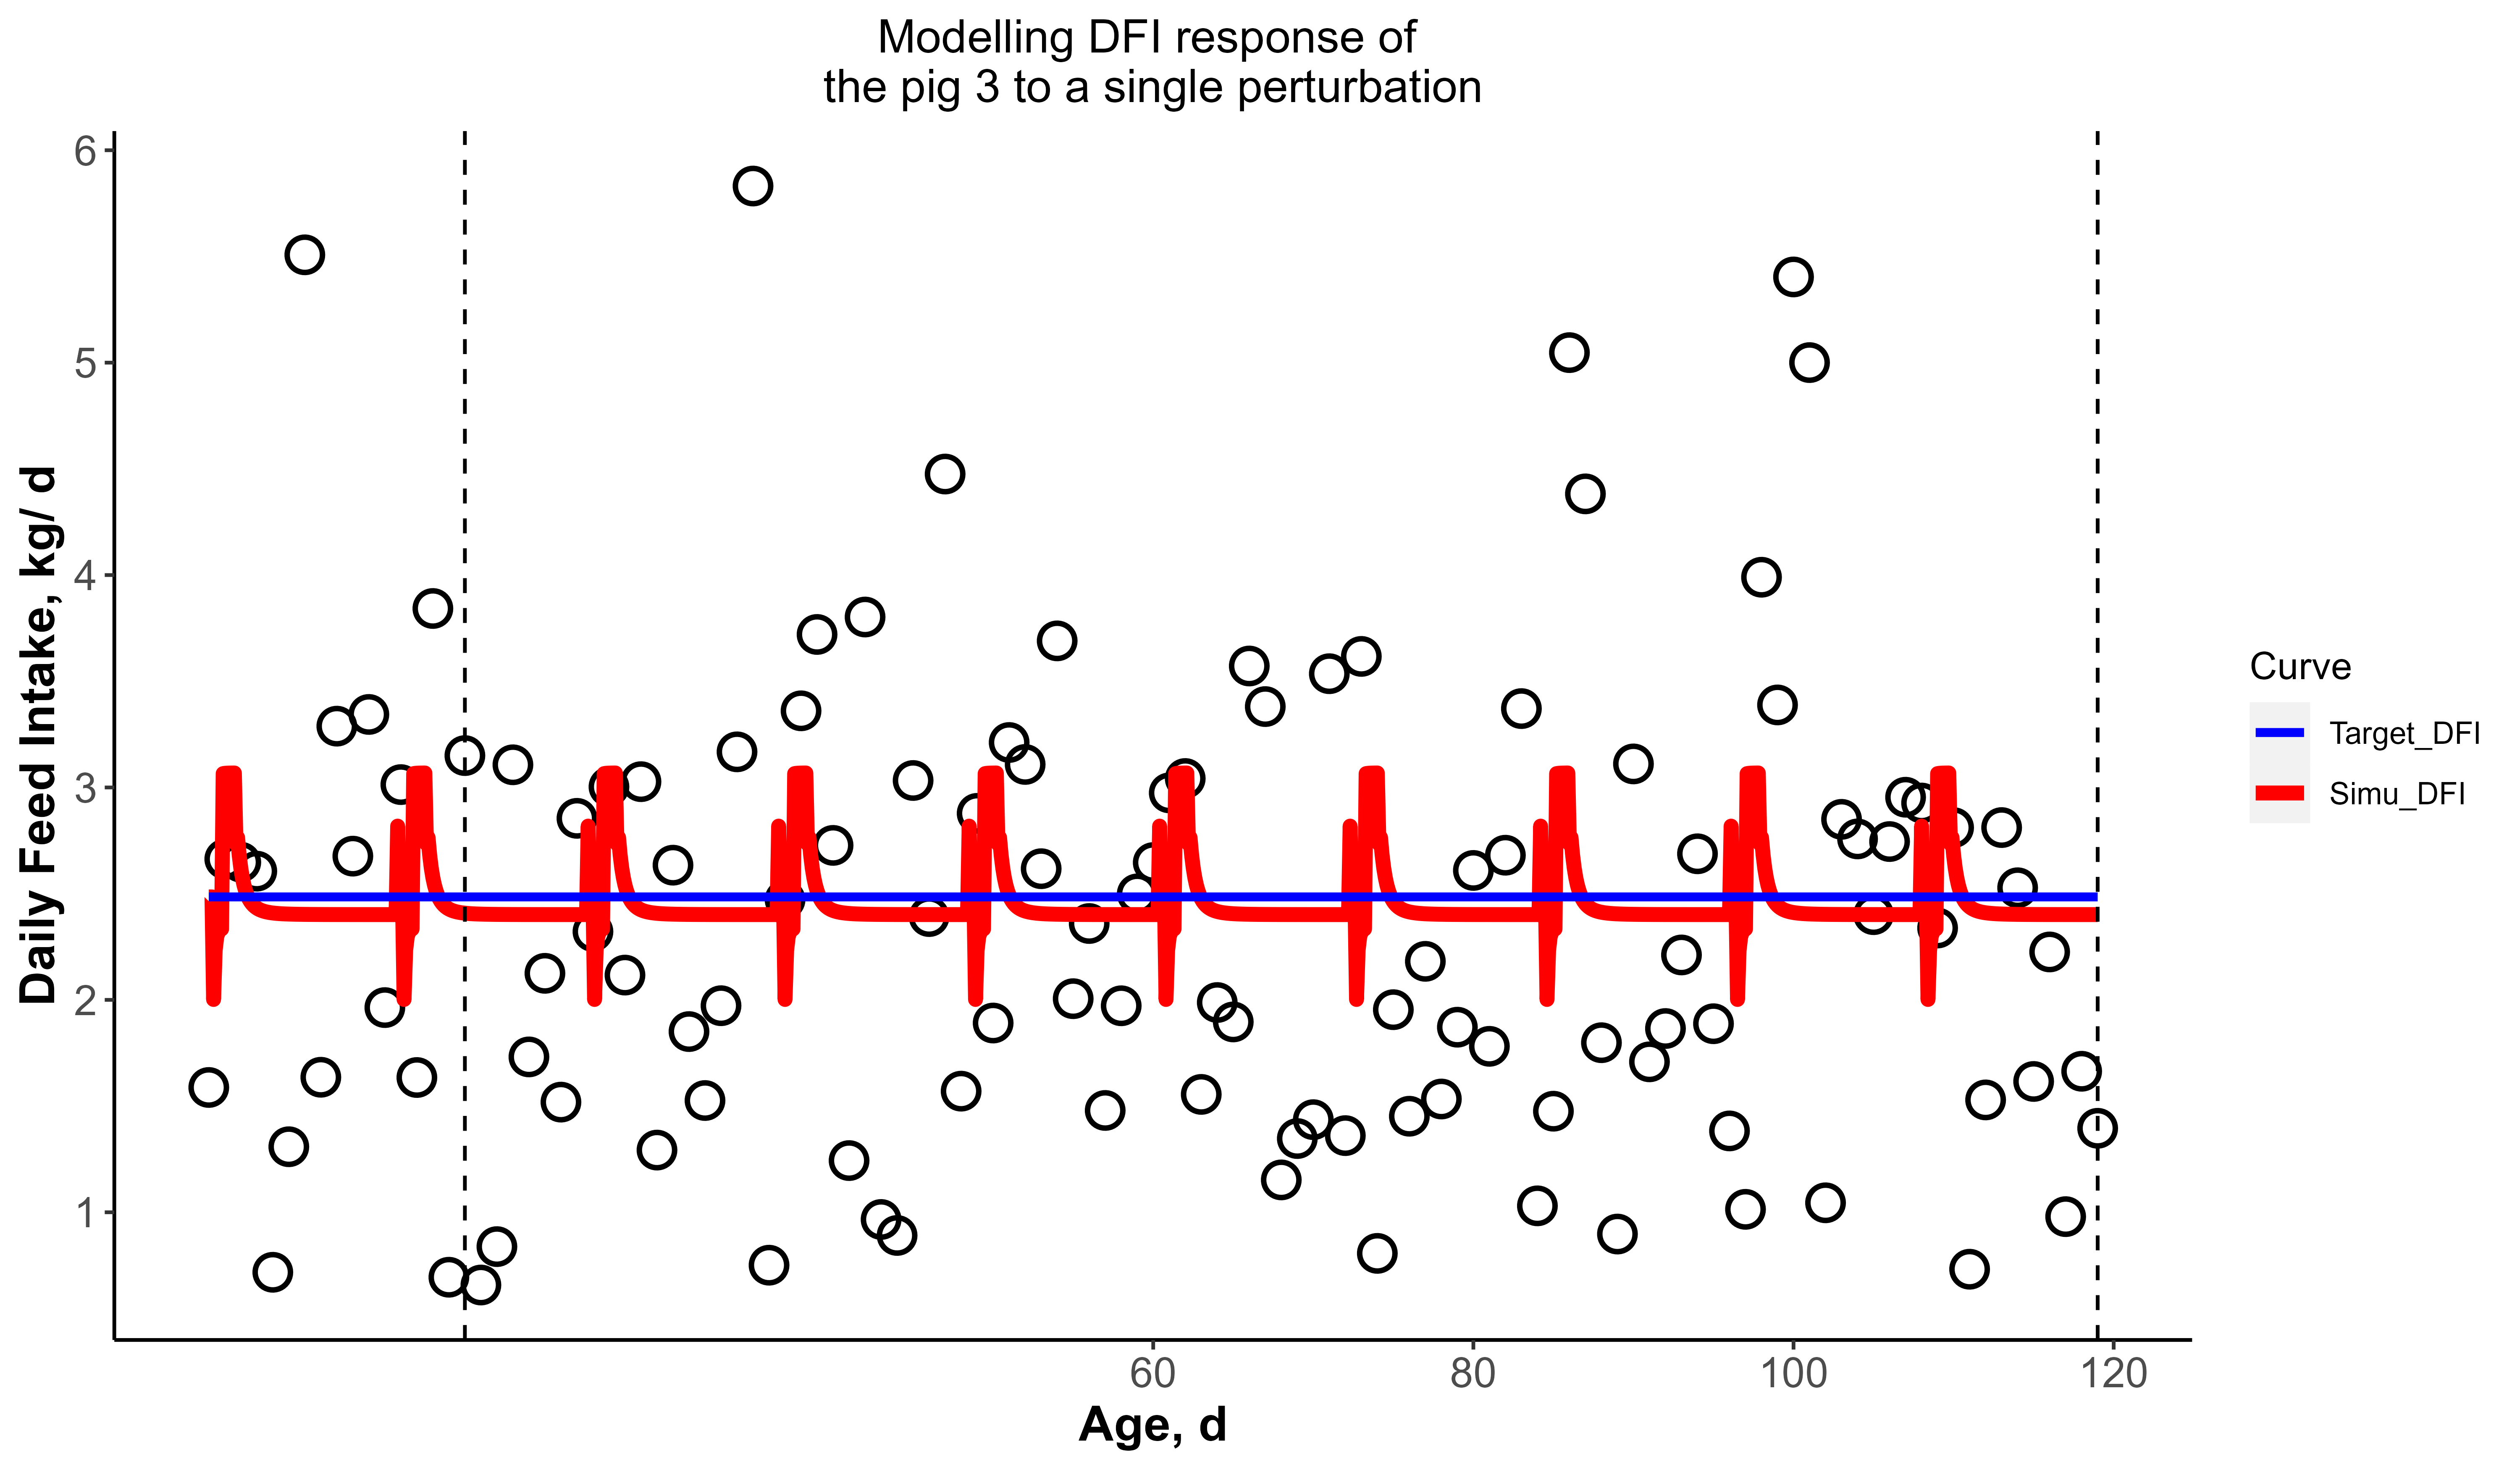 Modelling DFI response of
the pig 3 to a single perturbation
Daily Feed Intake, kg/ d
6
5
4
3
2
1
60
80
100
120
Age, d
Curve
Target_DFI
Simu_DFI